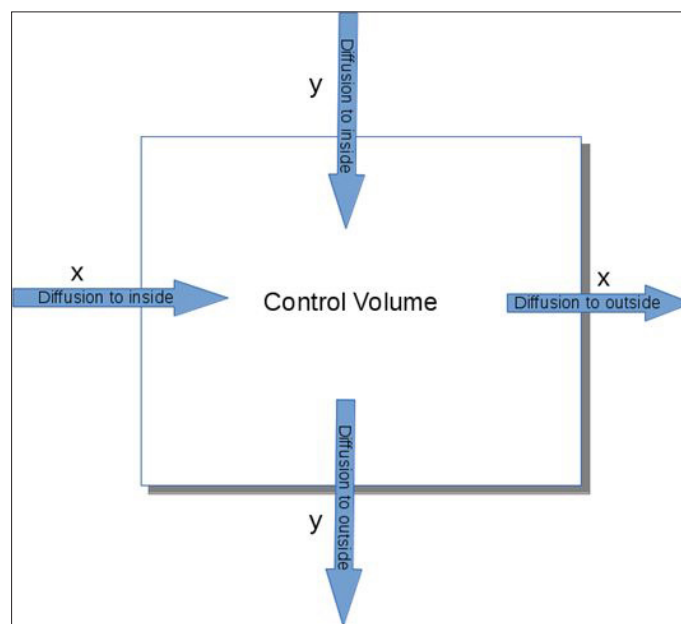 Diffusion to inside
y
x
Diffusion to inside
Control Volume
x
Diffusion to outside
y
Diffusion to outside